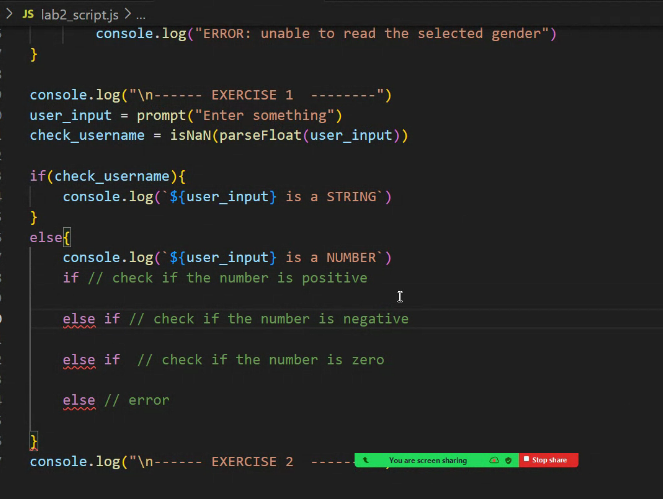 JS lab2_script.js > ...
console.log("ERROR: unable to read the selected gender")
}
console.log("\n------ EXERCISE 1  --------")
user_input = prompt("Enter something")
check_username = isNaN(parseFloat(user_input))
if(check_username){
console.log(`${user_input} is a STRING`)
}
else{
console.log(`${user_input} is a NUMBER`)
if // check if the number is positive
else if // check if the number is negative
else if  // check if the number is zero
else // error
}
console.log("\n------ EXERCISE 2  -----
You are screen sharing
Stop share